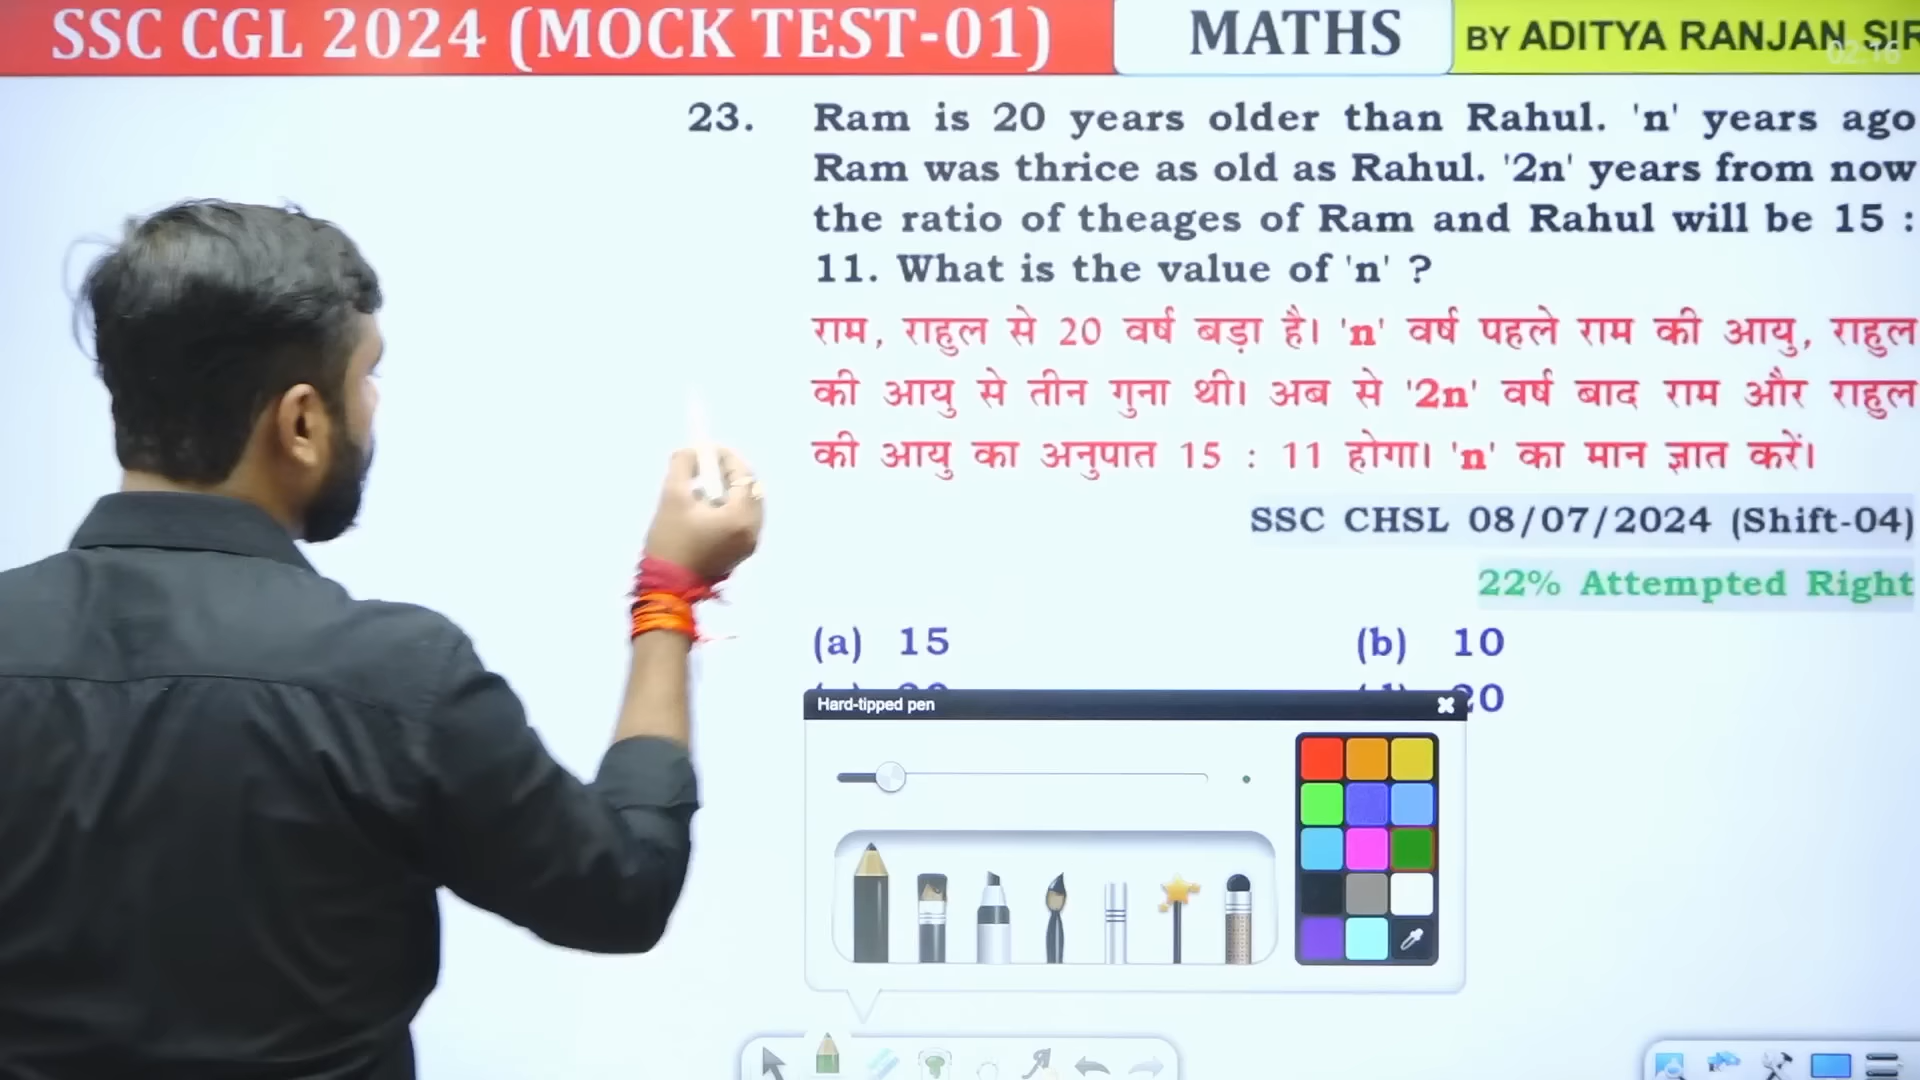 SSC CGL 2024 (MOCK TEST-01)
MATHS
BY ADITYA RANJAN SIR
02:16
23. Ram is 20 years older than Rahul. 'n' years ago
Ram was thrice as old as Rahul. '2n' years from now
the ratio of theages of Ram and Rahul will be 15 :
11. What is the value of 'n' ?
राम, राहुल से 20 वर्ष बड़ा है। 'n' वर्ष पहले राम की आयु, राहुल
की आयु से तीन गुना थी। अब से '2n' वर्ष बाद राम और राहुल
की आयु का अनुपात 15 : 11 होगा। 'n' का मान ज्ञात करें।
SSC CHSL 08/07/2024 (Shift-04)
22% Attempted Right
(a) 15 (b) 10
20
Hard-tipped pen